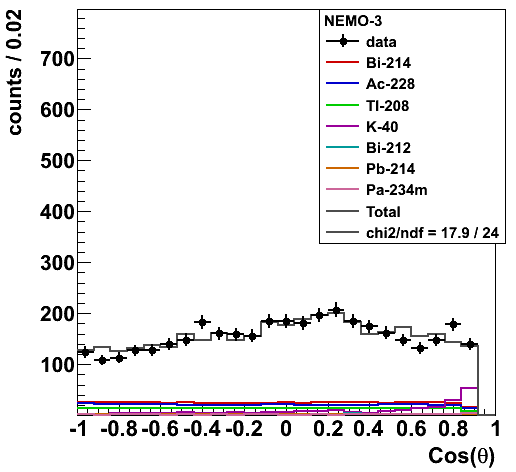 counts / 0.02
NEMO-3
data
Bi-214
Ac-228
Tl-208
K-40
Bi-212
Pb-214
Pa-234m
Total
chi2/ndf = 17.9 / 24
700
600
500
400
300
200
100
-1 -0.8 -0.6 -0.4 -0.2 0 0.2 0.4 0.6 0.8 1
Cos(θ)